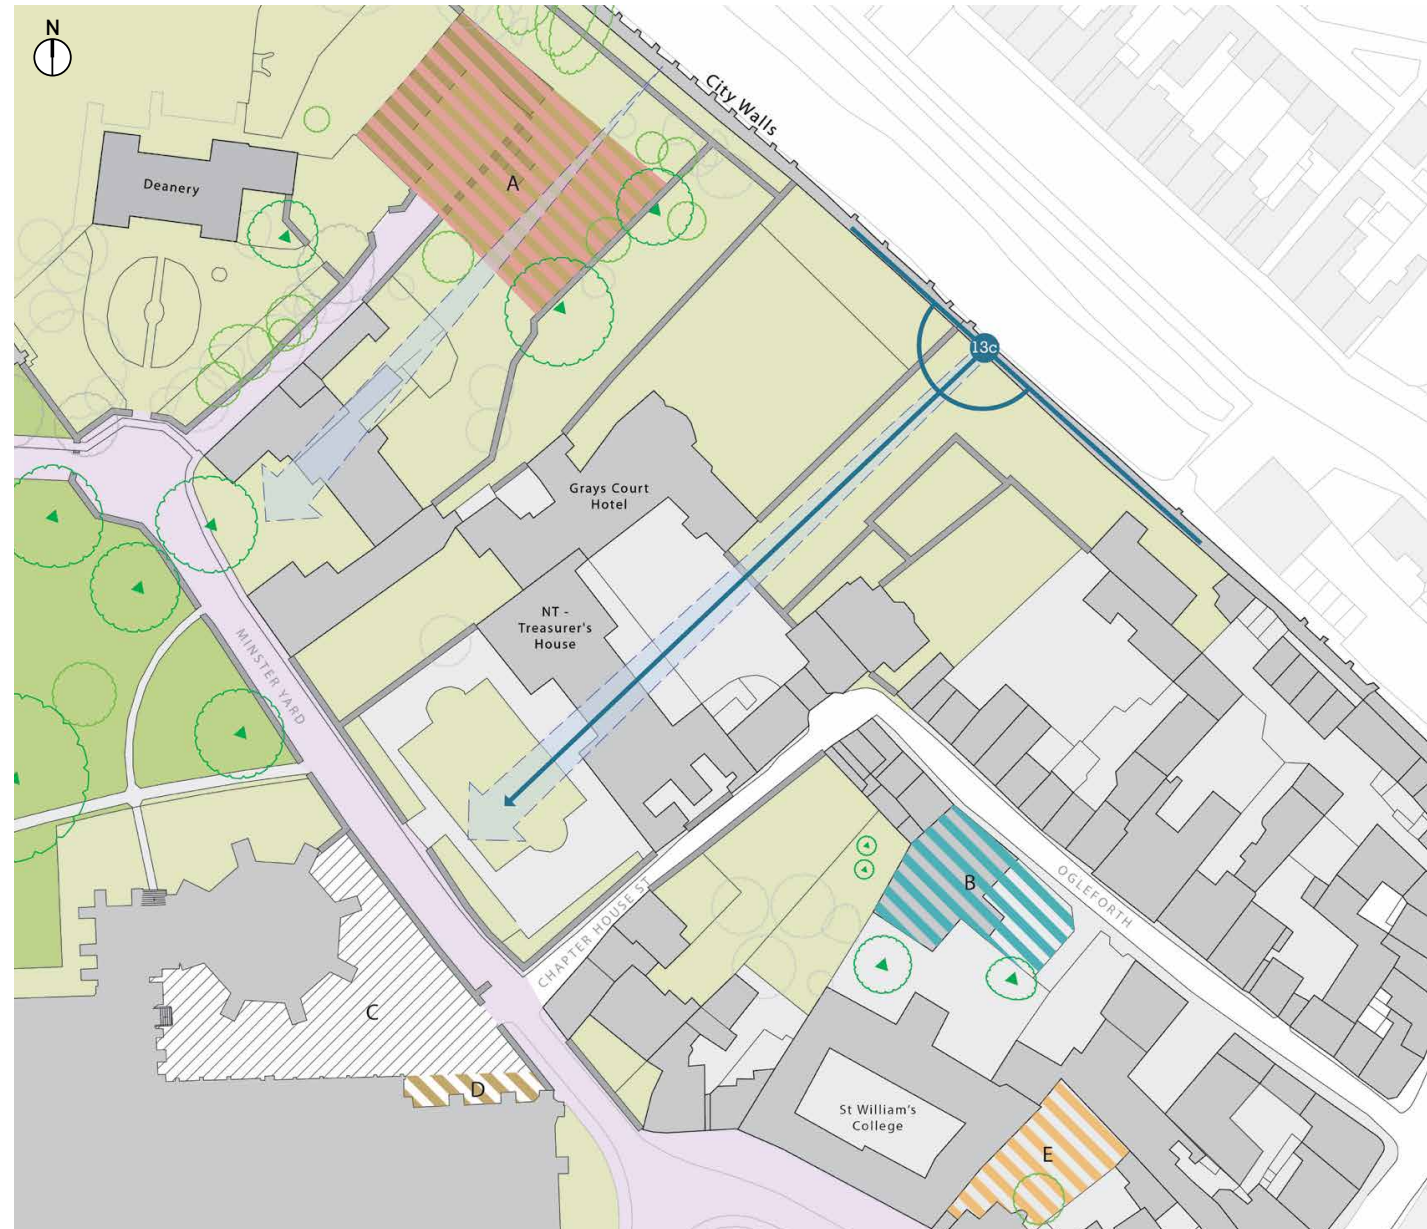 N
City Walls
A
Deanery
13c
Grays Court
Hotel
NT -
Treasurer's
House
MINSTER YARD
B
OGLEFORTH
CHAPTER HOUSE ST
C
D
St William's
College
E